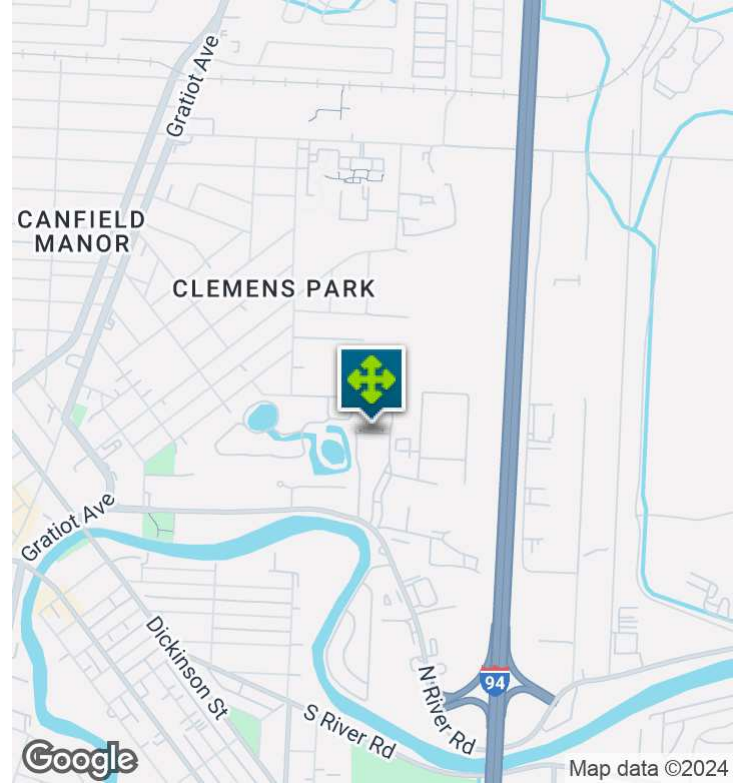 Gratiot Ave
CANFIELD
MANOR
CLEMENS PARK
Gratiot Ave
Dickinson St
N River Rd
94
S River Rd
Google
Map data ©2024